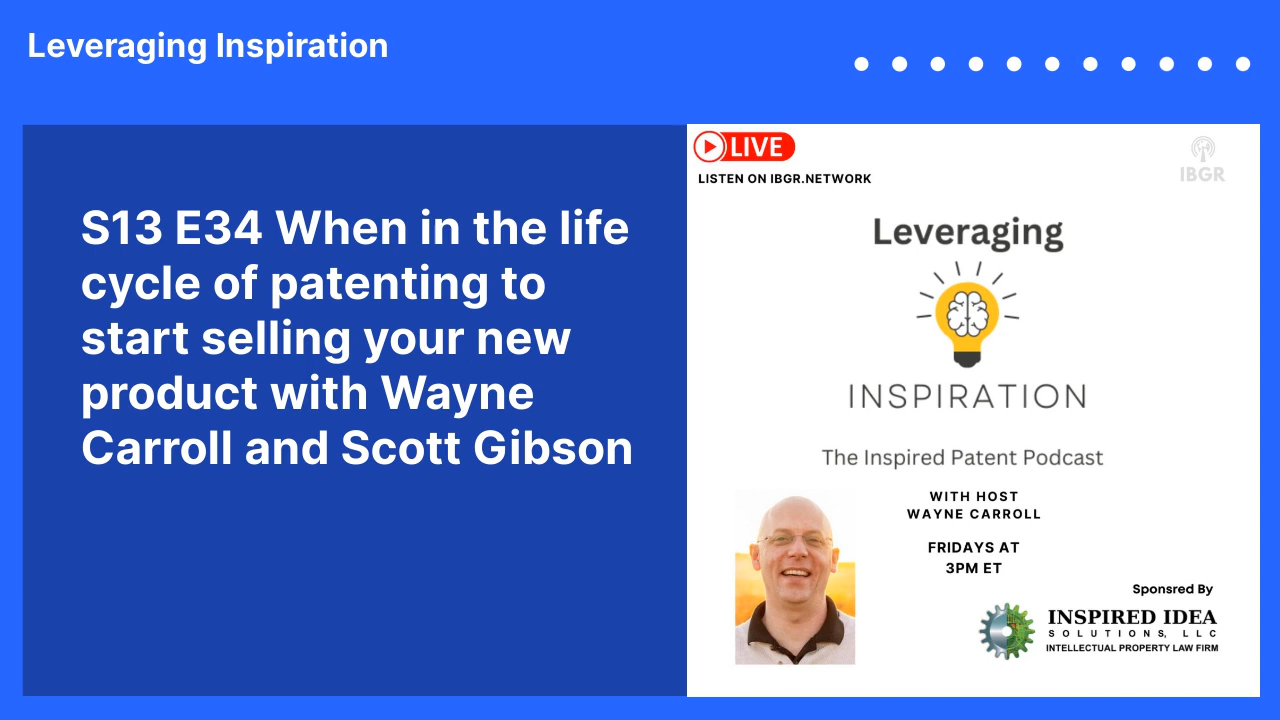 Leveraging Inspiration
S13 E34 When in the life
cycle of patenting to
start selling your new
product with Wayne
Carroll and Scott Gibson
LIVE
LISTEN ON IBGR.NETWORK
IBGR
Leveraging
INSPIRATION
The Inspired Patent Podcast
WITH HOST
WAYNE CARROLL
FRIDAYS AT
3PM ET
Sponsred By
INSPIRED IDEA
SOLUTIONS, LLC
INTELLECTUAL PROPERTY LAW FIRM